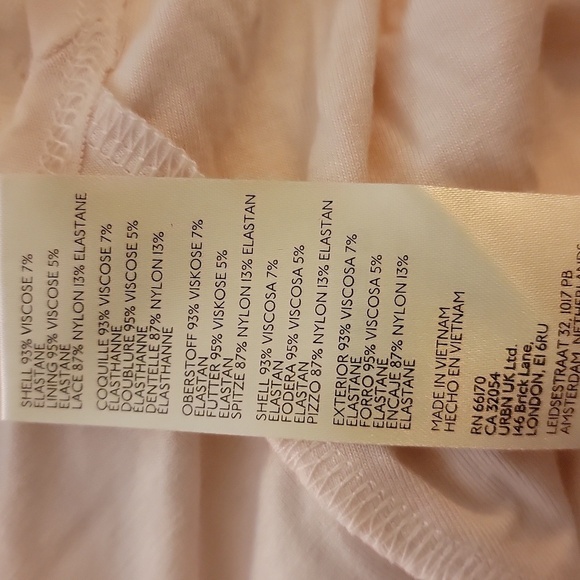 SHELL 93% VISCOSE 7%
ELASTANE
LINING 95% VISCOSE 5%
ELASTANE
LACE 87% NYLON 13% ELASTANE
COQUILLE 93% VISCOSE 7%
ELASTHANNE
DOUBLURE 95% VISCOSE 5%
ELASTHANNE
DENTELLE 87% NYLON 13%
ELASTHANNE
OBERSTOFF 93% VISKOSE 7%
ELASTAN
FUTTER 95% VISKOSE 5%
ELASTAN
SPITZE 87% NYLON 13% ELASTAN
SHELL 93% VISCOSA 7%
ELASTAN
FODERA 95% VISCOSA 5%
ELASTAN
PIZZO 87% NYLON 13% ELASTAN
EXTERIOR 93% VISCOSA 7%
ELASTANE
FORRO 95% VISCOSA 5%
ELASTANE
ENCAJE 87% NYLON 13%
ELASTANE
MADE IN VIETNAM
HECHO EN VIETNAM
RN 66170
CA 32054
URBN UK Ltd.
146 Brick Lane,
LONDON, E1 6RU
LEIDSESTRAAT 32, 1017 PB
AMSTERDAM, NETHERLANDS